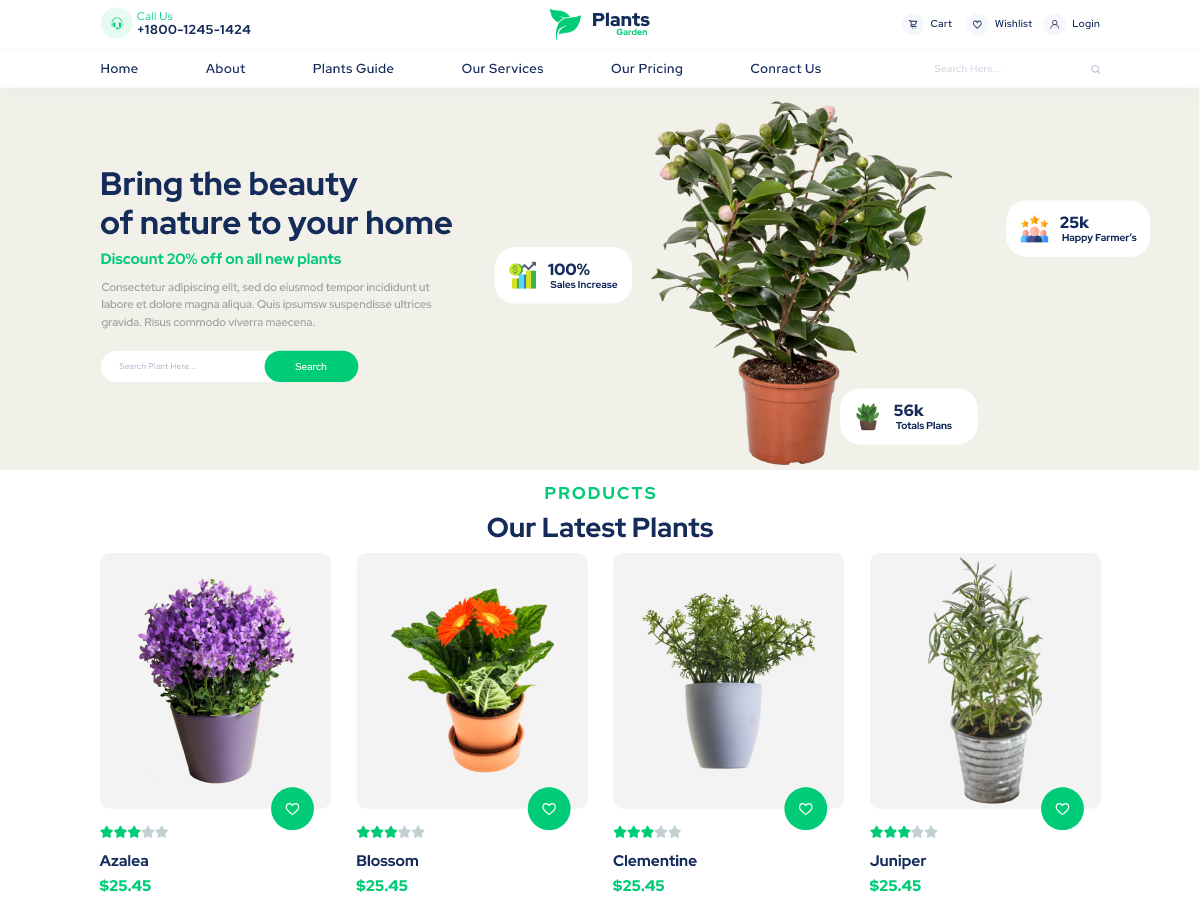 Call Us
+1800-1245-1424
Plants
Garden
Cart
Wishlist
Login
Home
About
Plants Guide
Our Services
Our Pricing
Conract Us
Search Here...
Bring the beauty
of nature to your home
Discount 20% off on all new plants
Consectetur adipiscing elit, sed do eiusmod tempor incididunt ut
labore et dolore magna aliqua. Quis ipsumsw suspendisse ultrices
gravida. Risus commodo viverra maecena.
Search Plant Here...
Search
100%
Sales Increase
25k
Happy Farmer's
56k
Totals Plans
PRODUCTS
Our Latest Plants
Azalea
$25.45
Blossom
$25.45
Clementine
$25.45
Juniper
$25.45